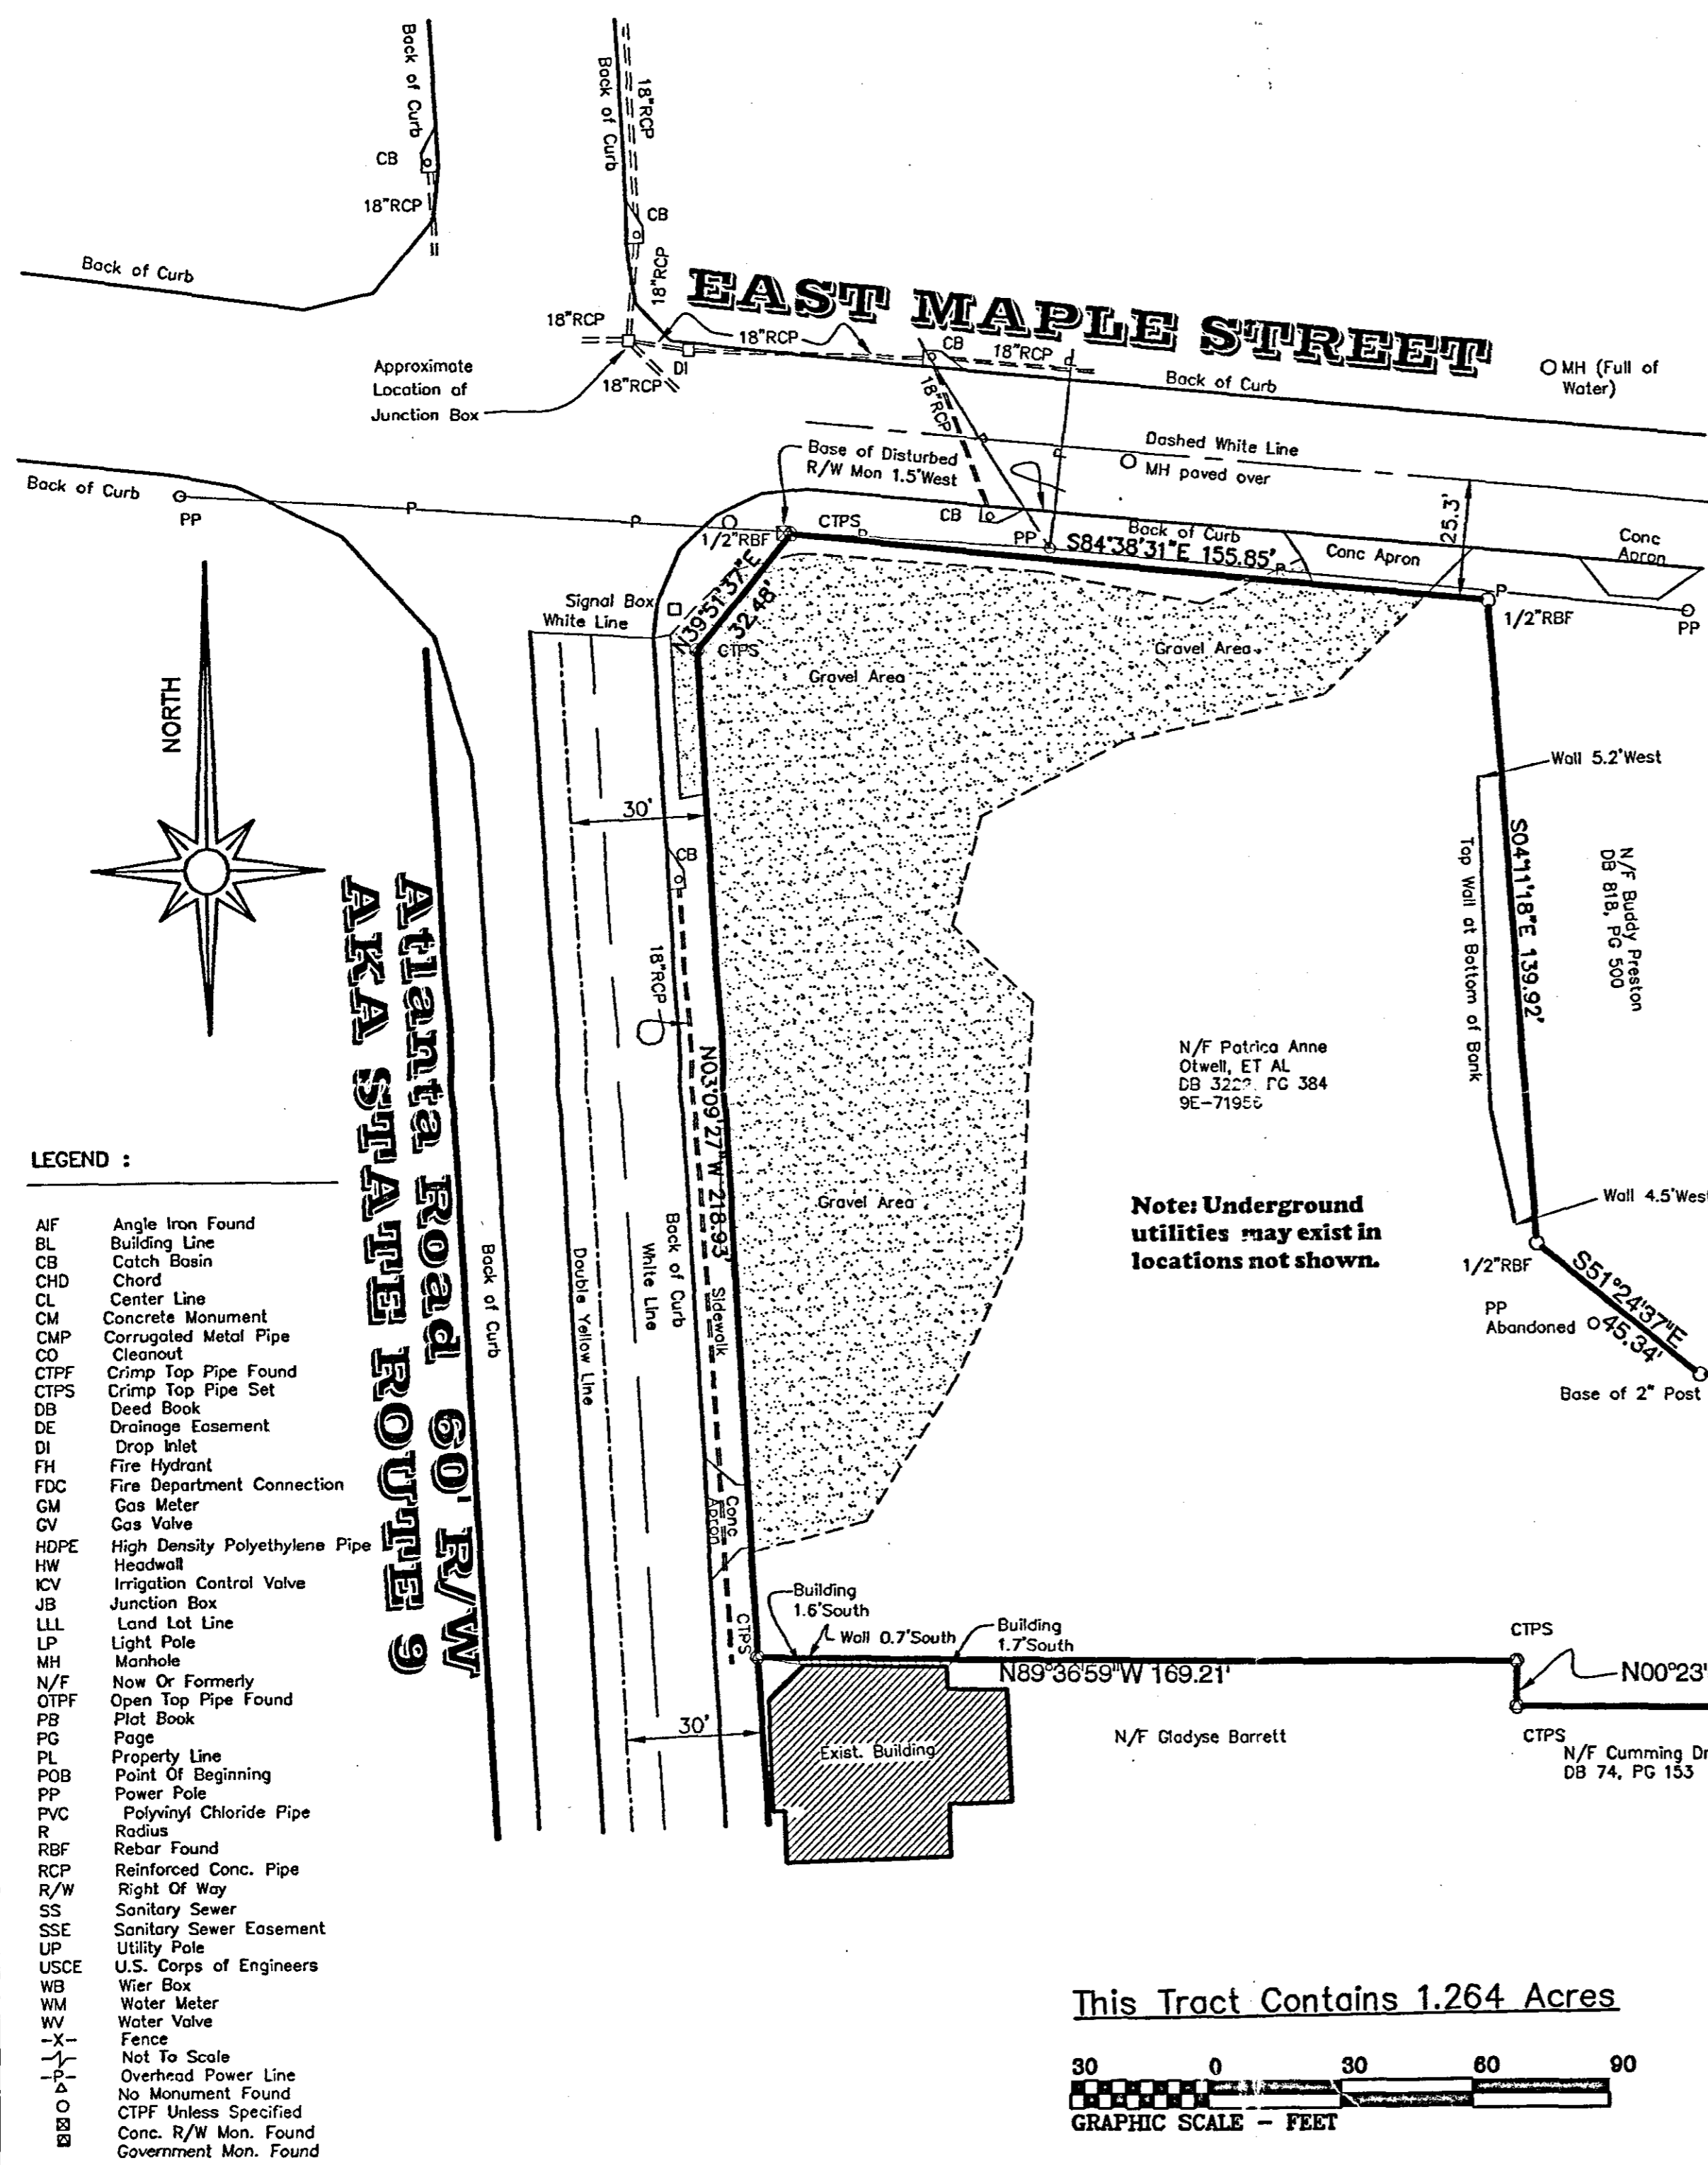 Back of Curb
Back of Curb
18"RCP
CB
18"RCP
CB
18"RCP
Back of Curb
EAST MAPLE STREET
18"RCP
18"RCP
CB
18"RCP
DI
18"RCP
Approximate
Location of
Junction Box
18"RCP
Back of Curb
MH (Full of
Water)
Dashed White Line
MH paved over
Base of Disturbed
R/W Mon 1.5'West
Back of Curb
PP
P
P
1/2"RBF
CTPS
P
CB
PP
Back of Curb
S84°38'31"E 155.85'
P
Conc Apron
25.3'
Conc
Apron
P
1/2"RBF
PP
Signal Box
White Line
N39°51'37"E
32.48'
CTPS
Gravel Area
Gravel Area
NORTH
Wall 5.2'West
30'
CB
Top Wall at Bottom of Bank
S04°11'18"E 139.92'
N/F Buddy Preston
DB 818, PG 500
18"RCP
Atlanta Road 60' R/W
AKA STATE ROUTE 9
N03°09'27"W 218.93'
N/F Patrica Anne
Otwell, ET AL
PG 384
Gravel Area
Note: Underground
utilities may exist in
locations not shown.
Wall 4.5'West
1/2"RBF
S51°24'37"E
45.34'
PP
Abandoned
Base of 2" Post
Back of Curb
Double Yellow Line
White Line
Back of Curb
Sidewalk
Conc
Apron
Building
1.6'South
Wall 0.7'South
Building
1.7'South
CTPS
N89°36'59"W 169.21'
CTPS
N00°23'
CTPS
30'
Exist. Building
N/F Gladyse Barrett
N/F Cumming Dr
DB 74, PG 153
LEGEND :
AIF Angle Iron Found
BL Building Line
CB Catch Basin
CHD Chord
CL Center Line
CM Concrete Monument
CMP Corrugated Metal Pipe
CO Cleanout
CTPF Crimp Top Pipe Found
CTPS Crimp Top Pipe Set
DB Deed Book
DE Drainage Easement
DI Drop Inlet
FH Fire Hydrant
FDC Fire Department Connection
GM Gas Meter
GV Gas Valve
HDPE High Density Polyethylene Pipe
HW Headwall
ICV Irrigation Control Valve
JB Junction Box
LLL Land Lot Line
LP Light Pole
MH Manhole
N/F Now Or Formerly
OTPF Open Top Pipe Found
PB Plat Book
PG Page
PL Property Line
POB Point Of Beginning
PP Power Pole
PVC Polyvinyl Chloride Pipe
R Radius
RBF Rebar Found
RCP Reinforced Conc. Pipe
R/W Right Of Way
SS Sanitary Sewer
SSE Sanitary Sewer Easement
UP Utility Pole
USCE U.S. Corps of Engineers
WB Wier Box
WM Water Meter
WV Water Valve
-X- Fence
Not To Scale
-P- Overhead Power Line
No Monument Found
CTPF Unless Specified
Conc. R/W Mon. Found
Government Mon. Found
This Tract Contains 1.264 Acres
30 0 30 60 90
GRAPHIC SCALE - FEET